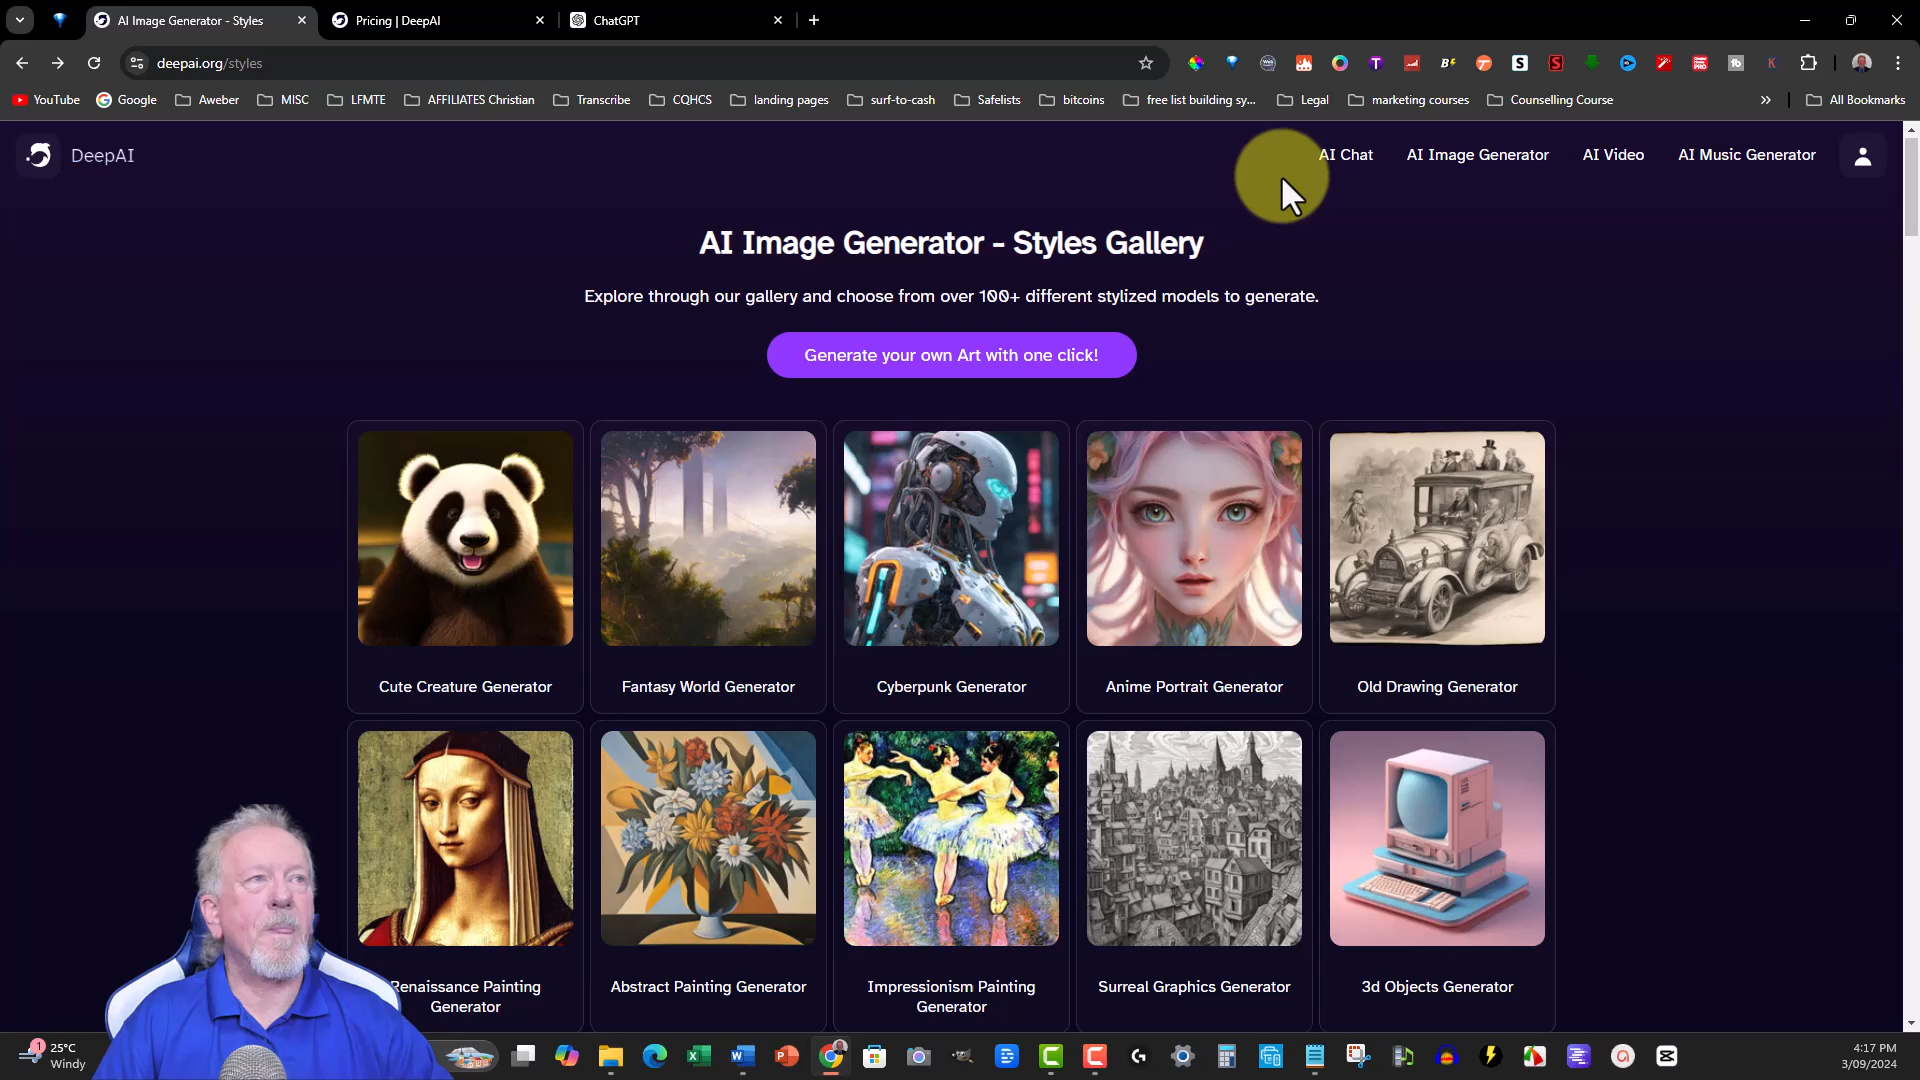 AI Image Generator - Styles
Pricing | DeepAI
ChatGPT
deepai.org/styles
YouTube
Google
Aweber
MISC
LFMTE
AFFILIATES Christian
Transcribe
CQHCS
landing pages
surf-to-cash
Safelists
bitcoins
free list building sy...
Legal
marketing courses
Counselling Course
All Bookmarks
DeepAI
AI Chat
AI Image Generator
AI Video
AI Music Generator
AI Image Generator - Styles Gallery
Explore through our gallery and choose from over 100+ different stylized models to generate.
Generate your own Art with one click!
Cute Creature Generator
Fantasy World Generator
Cyberpunk Generator
Anime Portrait Generator
Old Drawing Generator
Renaissance Painting
Generator
Abstract Painting Generator
Impressionism Painting
Generator
Surreal Graphics Generator
3d Objects Generator
1
25°C
Windy
4:17 PM
3/09/2024